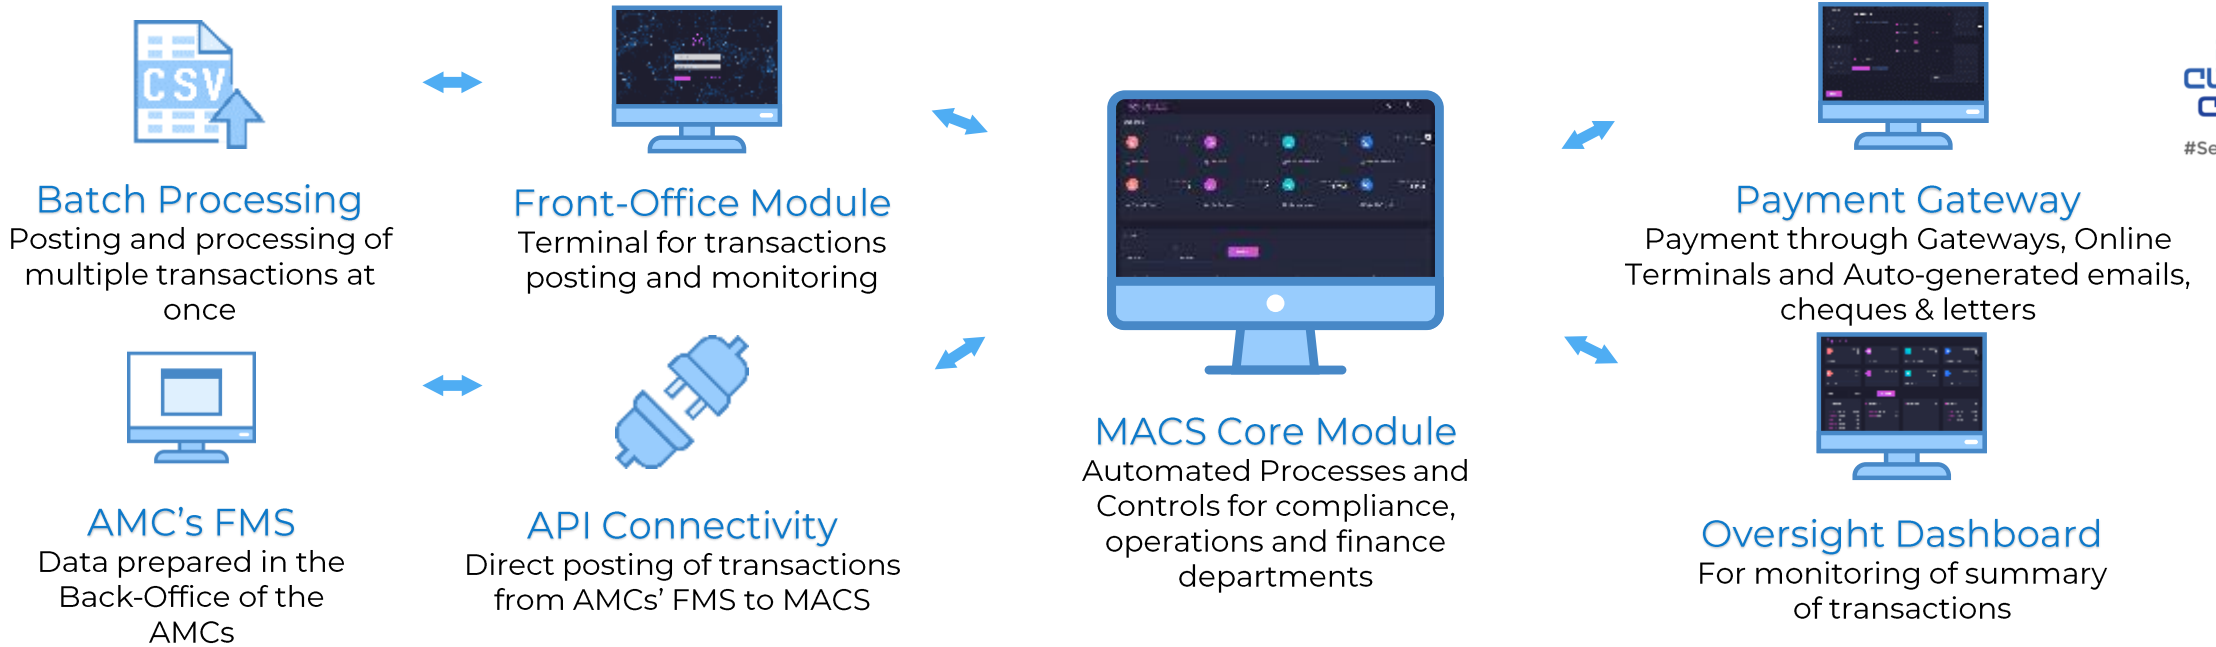 CSV
Batch Processing
Posting and processing of
multiple transactions at
once
Front-Office Module
Terminal for transactions
posting and monitoring
AMC's FMS
Data prepared in the
Back-Office of the
AMCs
API Connectivity
Direct posting of transactions
from AMCs' FMS to MACS
MACS Core Module
Automated Processes and
Controls for compliance,
operations and finance
departments
Payment Gateway
Payment through Gateways, Online
Terminals and Auto-generated emails,
cheques & letters
Oversight Dashboard
For monitoring of summary
of transactions
#Se